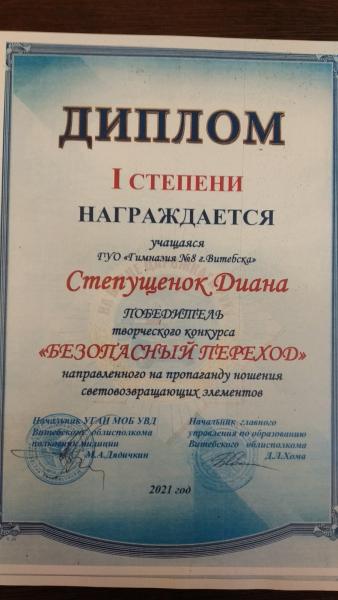 ДИПЛОМ
I СТЕПЕНИ
НАГРАЖДАЕТСЯ
учащаяся
ГУО «Гимназия №8 г.Витебска»
Степущенок Диана
ПОБЕДИТЕЛЬ
творческого конкурса
«БЕЗОПАСНЫЙ ПЕРЕХОД»
направленного на пропаганду ношения
световозвращающих элементов
Начальник УГАИ МОБ УВД
Витебского облисполкома
полковник милиции
М.А.Дядичкин
Начальник главного
управления по образованию
Витебского облисполкома
Д.Л.Хома
2021 год